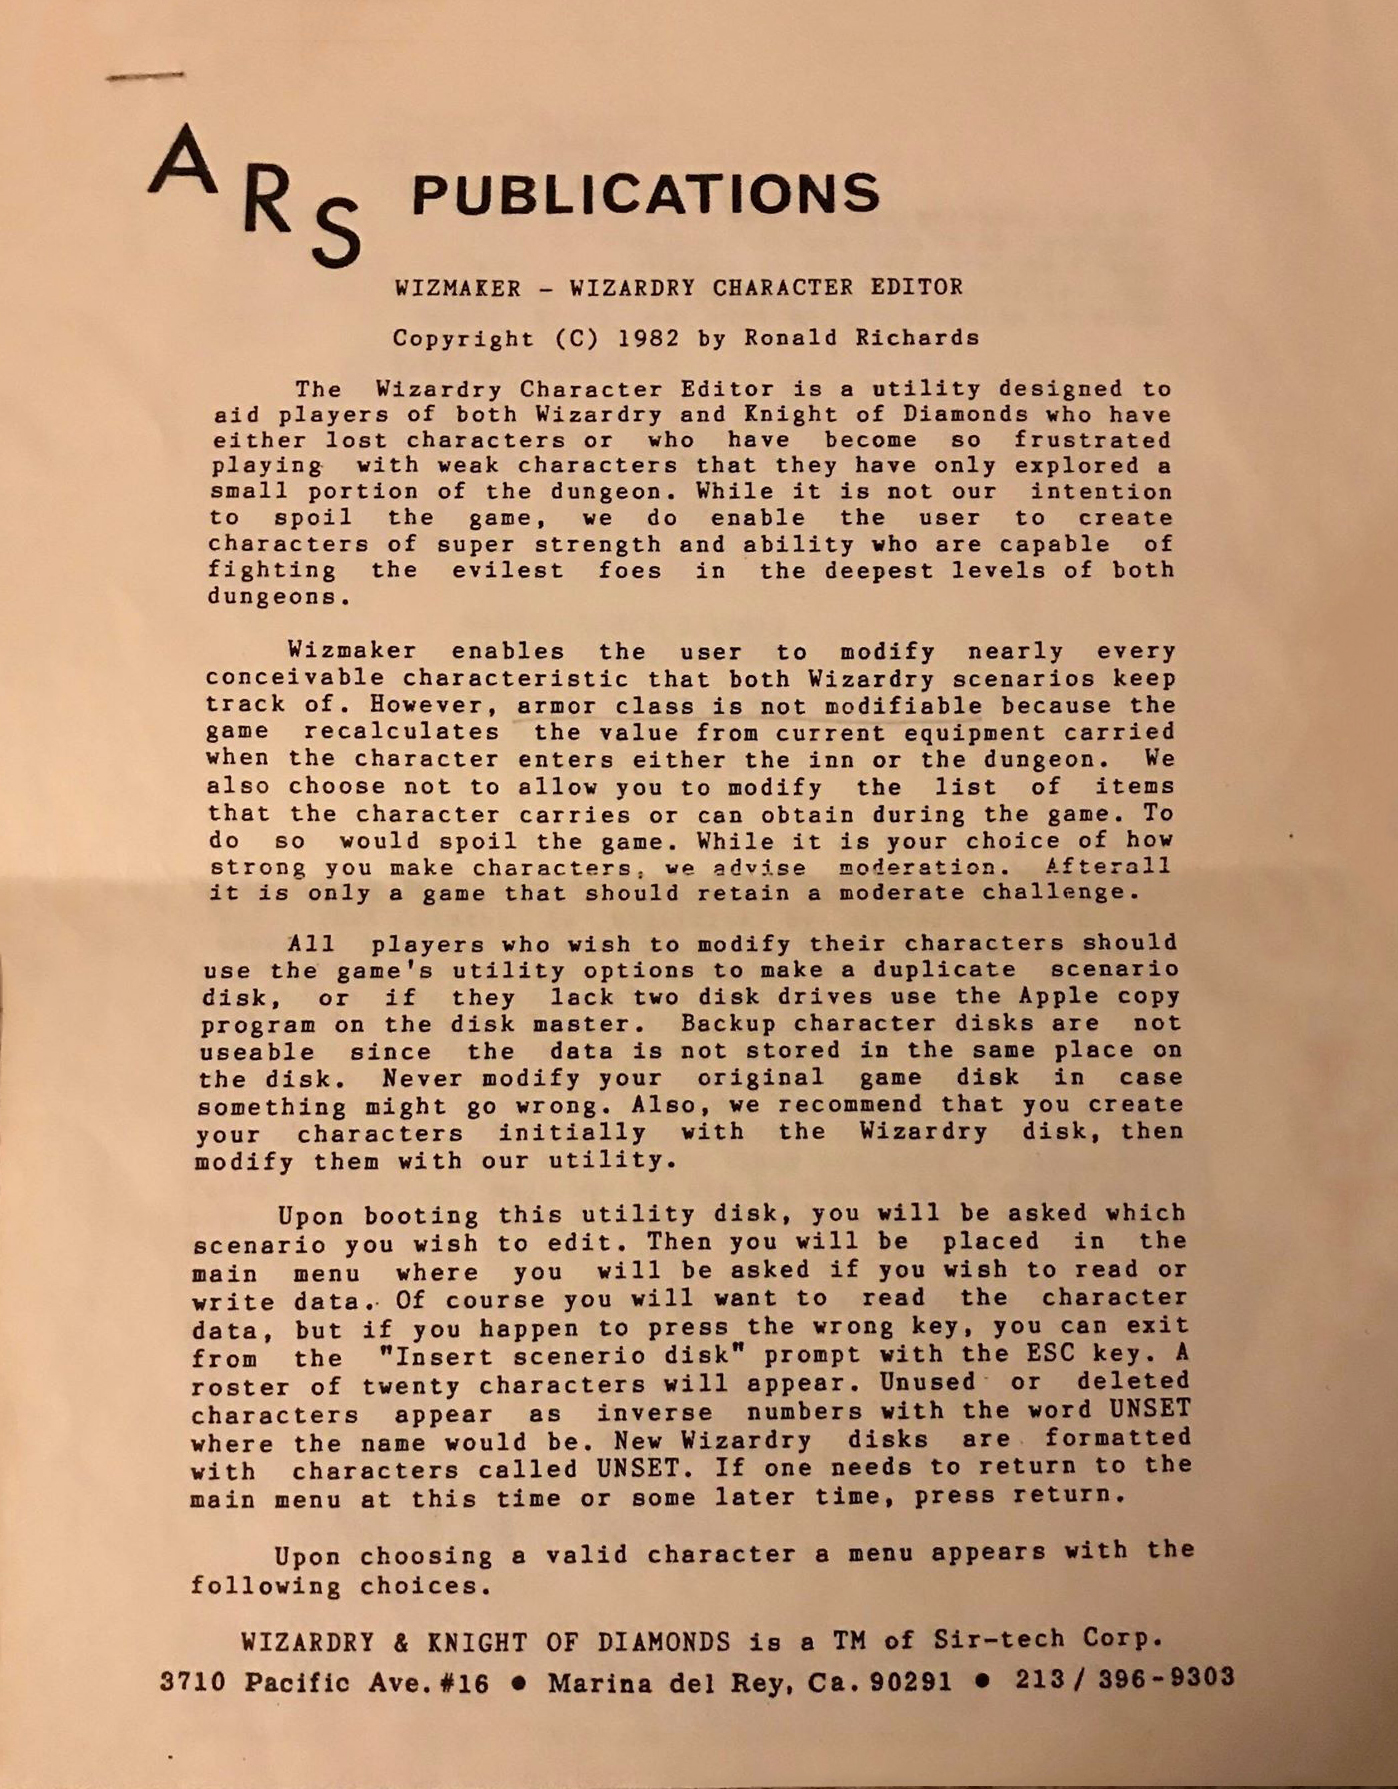 ARS PUBLICATIONS
WIZMAKER - WIZARDRY CHARACTER EDITOR
Copyright (C) 1982 by Ronald Richards
The Wizardry Character Editor is a utility designed to
aid players of both Wizardry and Knight of Diamonds who have
either lost characters or who have become so frustrated
playing with weak characters that they have only explored a
small portion of the dungeon. While it is not our intention
to spoil the game, we do enable the user to create
characters of super strength and ability who are capable of
fighting the evilest foes in the deepest levels of both
dungeons.
Wizmaker enables the user to modify nearly every
conceivable characteristic that both Wizardry scenarios keep
track of. However, armor class is not modifiable because the
game recalculates the value from current equipment carried
when the character enters either the inn or the dungeon. We
also choose not to allow you to modify the list of items
that the character carries or can obtain during the game. To
do so would spoil the game. While it is your choice of how
strong you make characters, we advise moderation. Afterall
it is only a game that should retain a moderate challenge.
All players who wish to modify their characters should
use the game's utility options to make a duplicate scenario
disk, or if they lack two disk drives use the Apple copy
program on the disk master. Backup character disks are not
useable since the data is not stored in the same place on
the disk. Never modify your original game disk in case
something might go wrong. Also, we recommend that you create
your characters initially with the Wizardry disk, then
modify them with our utility.
Upon booting this utility disk, you will be asked which
scenario you wish to edit. Then you will be placed in the
main menu where you will be asked if you wish to read or
write data. Of course you will want to read the character
data, but if you happen to press the wrong key, you can exit
from the "Insert scenerio disk" prompt with the ESC key. A
roster of twenty characters will appear. Unused or deleted
characters appear as inverse numbers with the word UNSET
where the name would be. New Wizardry disks are formatted
with characters called UNSET. If one needs to return to the
main menu at this time or some later time, press return.
Upon choosing a valid character a menu appears with the
following choices.
WIZARDRY & KNIGHT OF DIAMONDS is a TM of Sir-tech Corp.
3710 Pacific Ave. #16 ● Marina del Rey, Ca. 90291 ● 213 / 396-9303